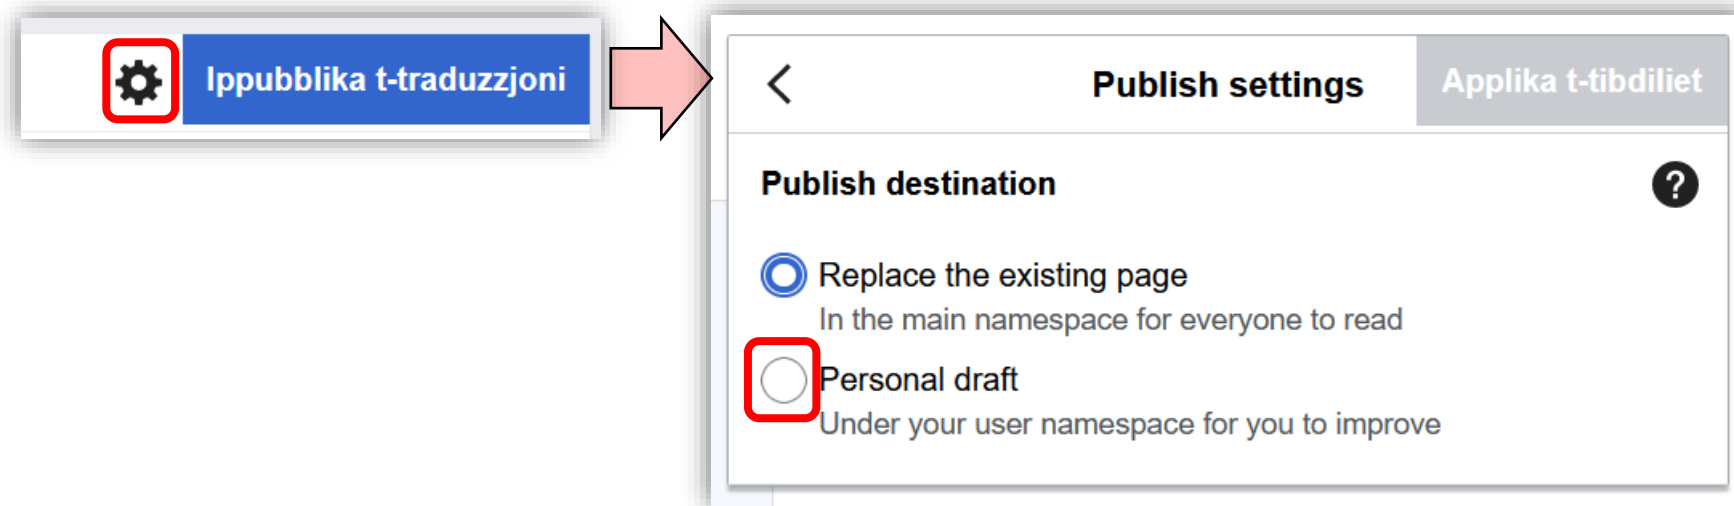 Ippubblika t-traduzzjoni
Publish settings
Applika t-tibdiliet
Publish destination
?
Replace the existing page
In the main namespace for everyone to read
Personal draft
Under your user namespace for you to improve